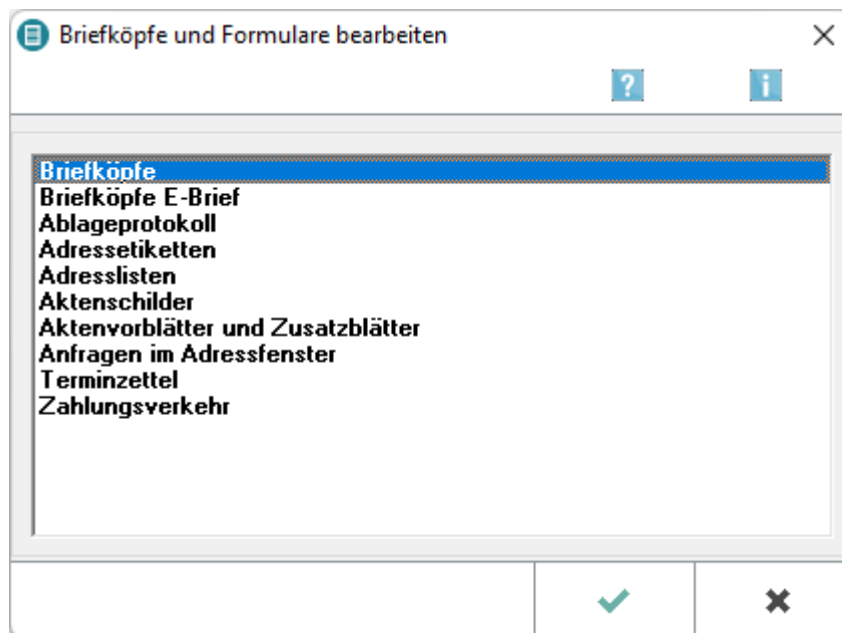 Briefköpfe und Formulare bearbeiten
?
i
Briefköpfe
Briefköpfe E-Brief
Ablageprotokoll
Adressetiketten
Adresslisten
Aktenschilder
Aktenvorblätter und Zusatzblätter
Anfragen im Adressfenster
Terminzettel
Zahlungsverkehr